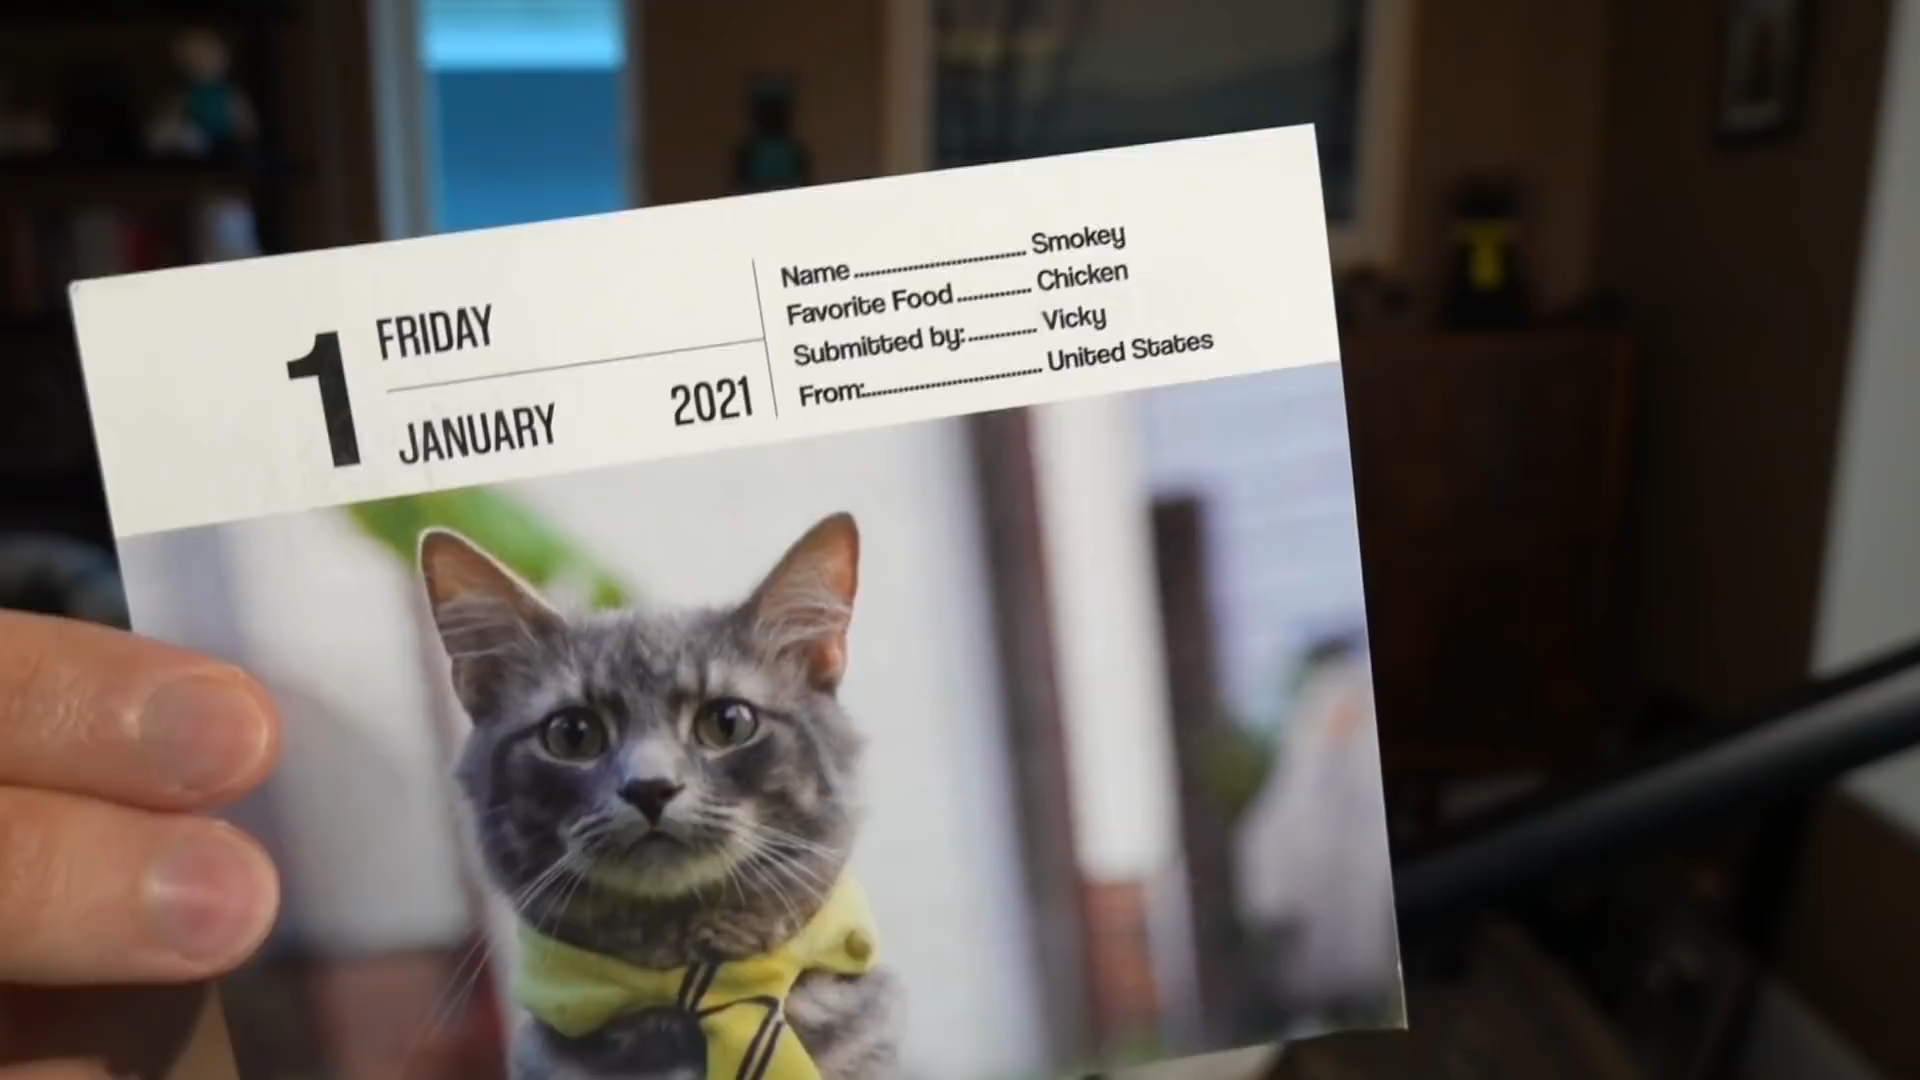 1
FRIDAY
JANUARY 2021
Name.............................. Smokey
Favorite Food............. Chicken
Submitted by:............ Vicky
From:............................... United States